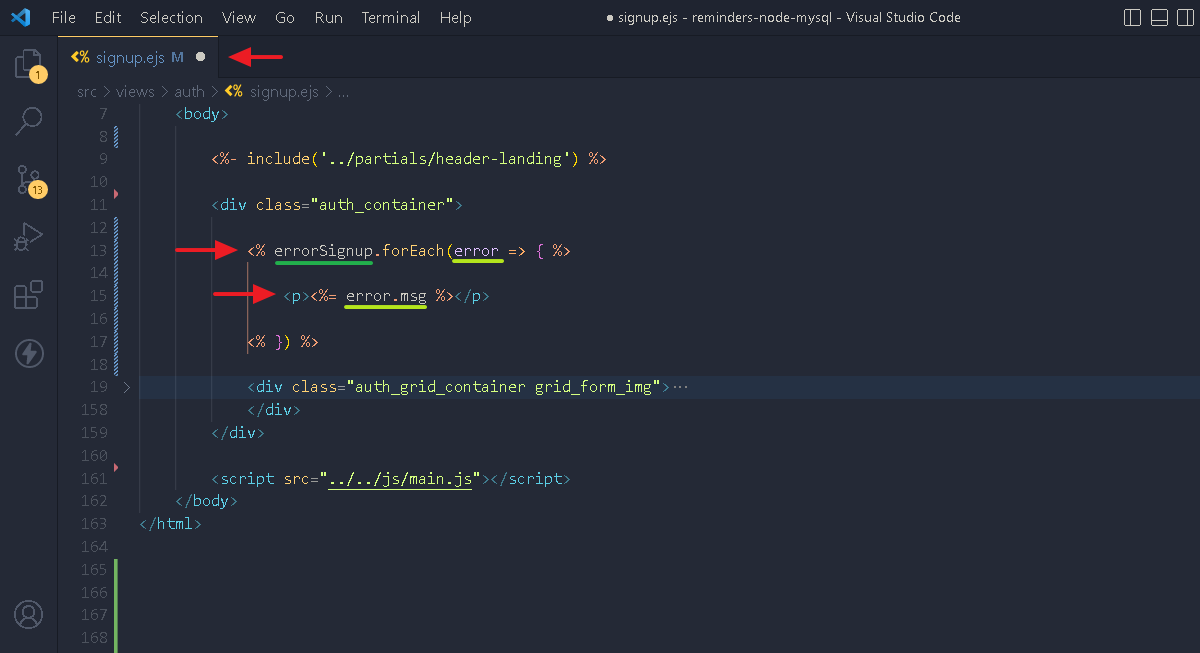 File Edit Selection View Go Run Terminal Help ● signup.ejs - reminders-node-mysql - Visual Studio Code
<% signup.ejs M ●
src > views > auth > <% signup.ejs > ...
1
13
7 <body>
8
9 <%- include('../partials/header-landing') %>
10
11 <div class="auth_container">
12
13 <% errorSignup.forEach(error => { %>
14
15 <p><%= error.msg %></p>
16
17 <% }) %>
18
19 > <div class="auth_grid_container grid_form_img">···
158 </div>
159 </div>
160
161 <script src="../../js/main.js"></script>
162 </body>
163 </html>
164
165
166
167
168